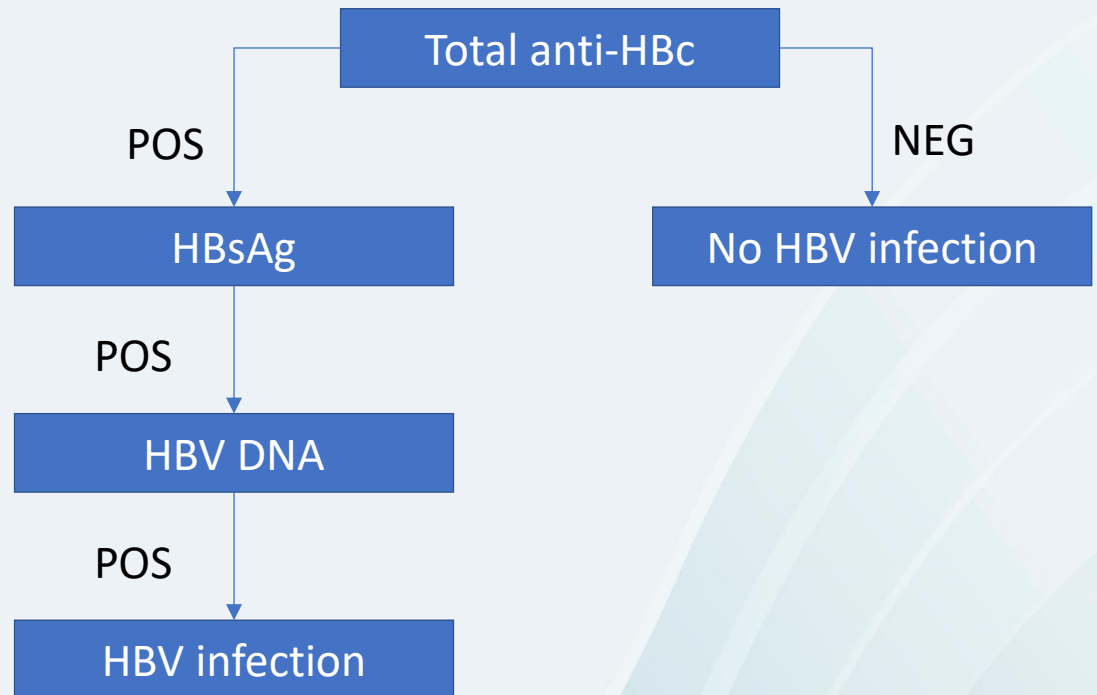 Total anti-HBc
POS
NEG
HBsAg
No HBV infection
POS
HBV DNA
POS
HBV infection